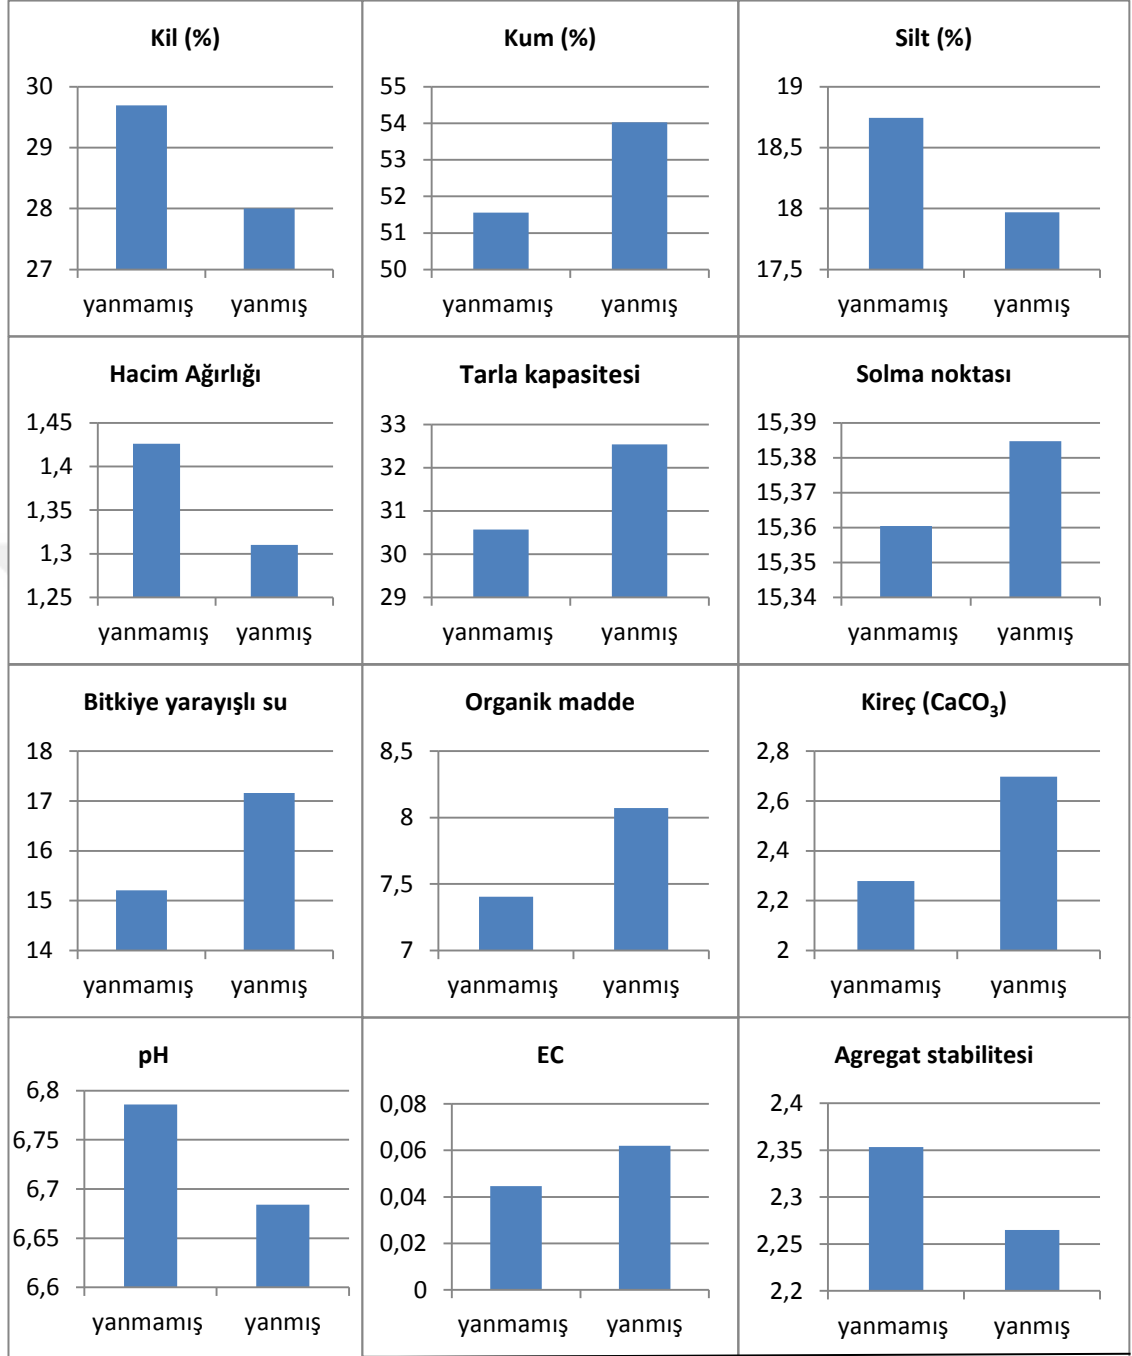 Kil (%)
30
29
28
27
yanmamış yanmış
Kum (%)
55
54
53
52
51
50
yanmamış yanmış
Silt (%)
19
18,5
18
17,5
yanmamış yanmış
Hacim Ağırlığı
1,45
1,4
1,35
1,3
1,25
yanmamış yanmış
Tarla kapasitesi
33
32
31
30
29
yanmamış yanmış
Solma noktası
15,39
15,38
15,37
15,36
15,35
15,34
yanmamış yanmış
Bitkiye yarayışlı su
18
17
16
15
14
yanmamış yanmış
Organik madde
8,5
8
7,5
7
yanmamış yanmış
Kireç (CaCO₃)
2,8
2,6
2,4
2,2
2
yanmamış yanmış
pH
6,8
6,75
6,7
6,65
6,6
yanmamış yanmış
EC
0,08
0,06
0,04
0,02
0
yanmamış yanmış
Agregat stabilitesi
2,4
2,35
2,3
2,25
2,2
yanmamış yanmış